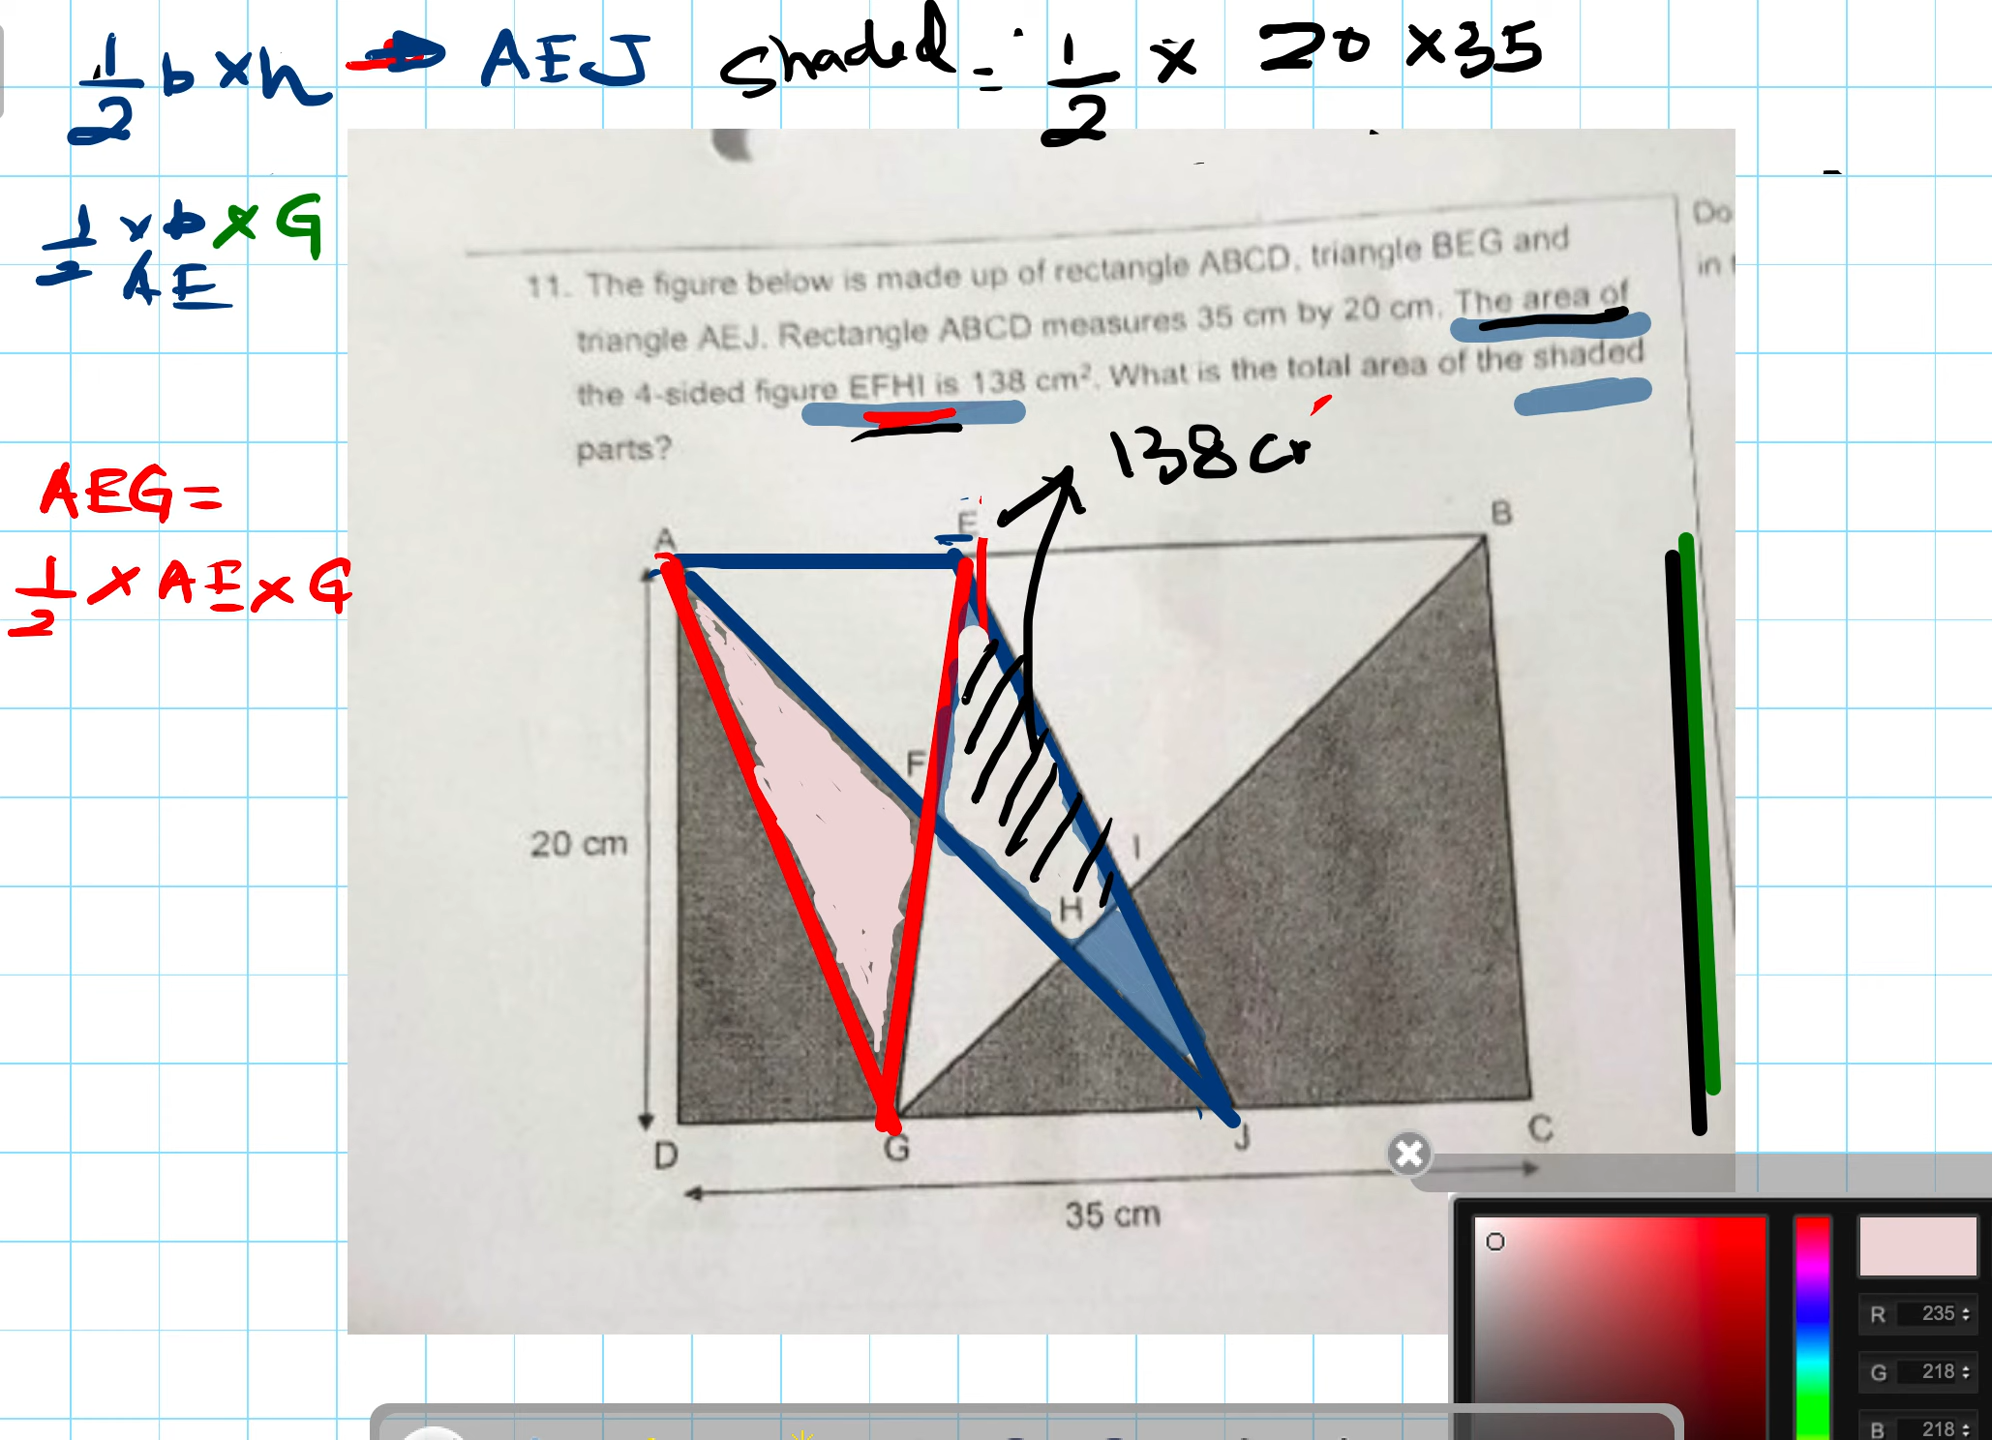 1/2 b x h → AEJ shaded = 1/2 x 20 x 35
1/2 x b x G
AE
11. The figure below is made up of rectangle ABCD, triangle BEG and
triangle AEJ. Rectangle ABCD measures 35 cm by 20 cm. The area of
the 4-sided figure EFHI is 138 cm². What is the total area of the shaded
parts?
Do
in
138 cr
AEG =
1/2 x AE x G
A
E
B
F
20 cm
I
H
D
G
J
C
35 cm
R 235
G 218
B 218